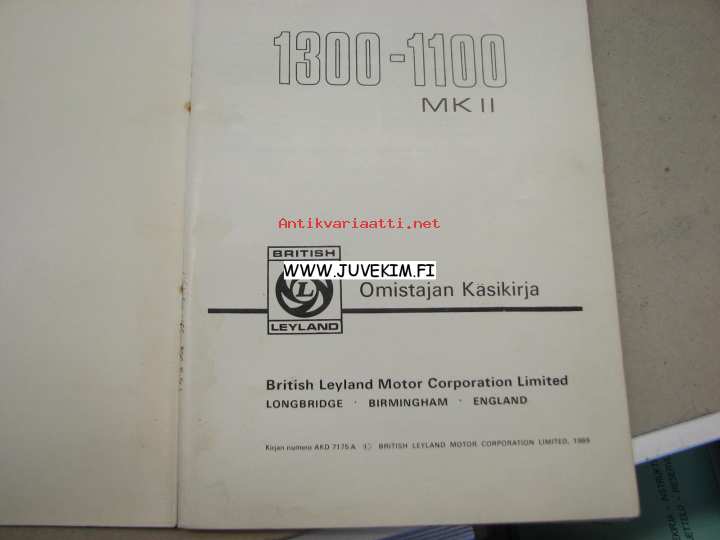 1300-1100
MK II
Antikvariaatti.net
BRITISH
WWW.JUVEKIM.FI
L
LEYLAND
Omistajan Käsikirja
British Leyland Motor Corporation Limited
LONGBRIDGE · BIRMINGHAM · ENGLAND
Kirjan numero AKD 7175 A © BRITISH LEYLAND MOTOR CORPORATION LIMITED, 1969